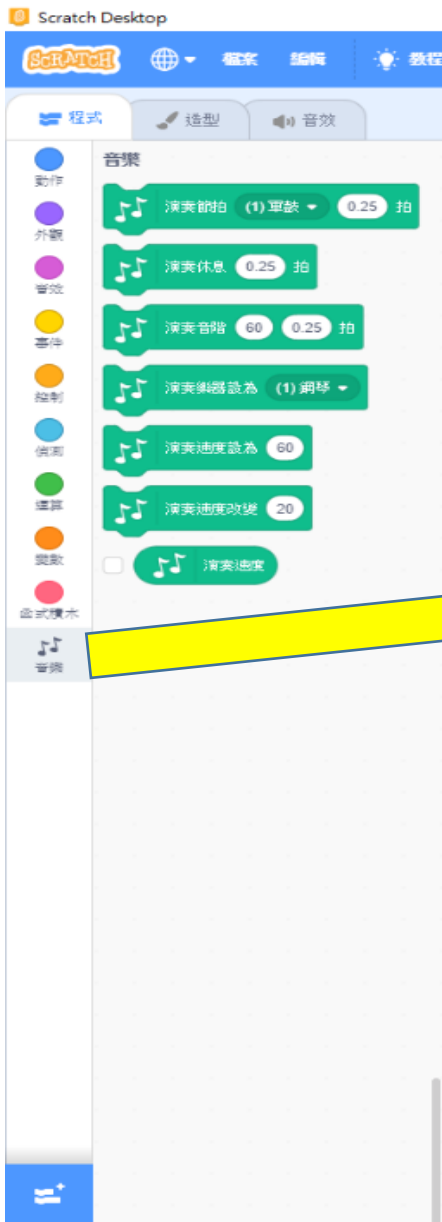 Scratch Desktop
SCRATCH 檔案 編輯 教程
程式 造型 音效
音樂
動作
外觀
音效
事件
控制
偵測
運算
變數
函式積木
音樂
演奏節拍 (1) 軍鼓 0.25 拍
演奏休息 0.25 拍
演奏音階 60 0.25 拍
演奏樂器設為 (1) 鋼琴
演奏速度設為 60
演奏速度改變 20
演奏速度